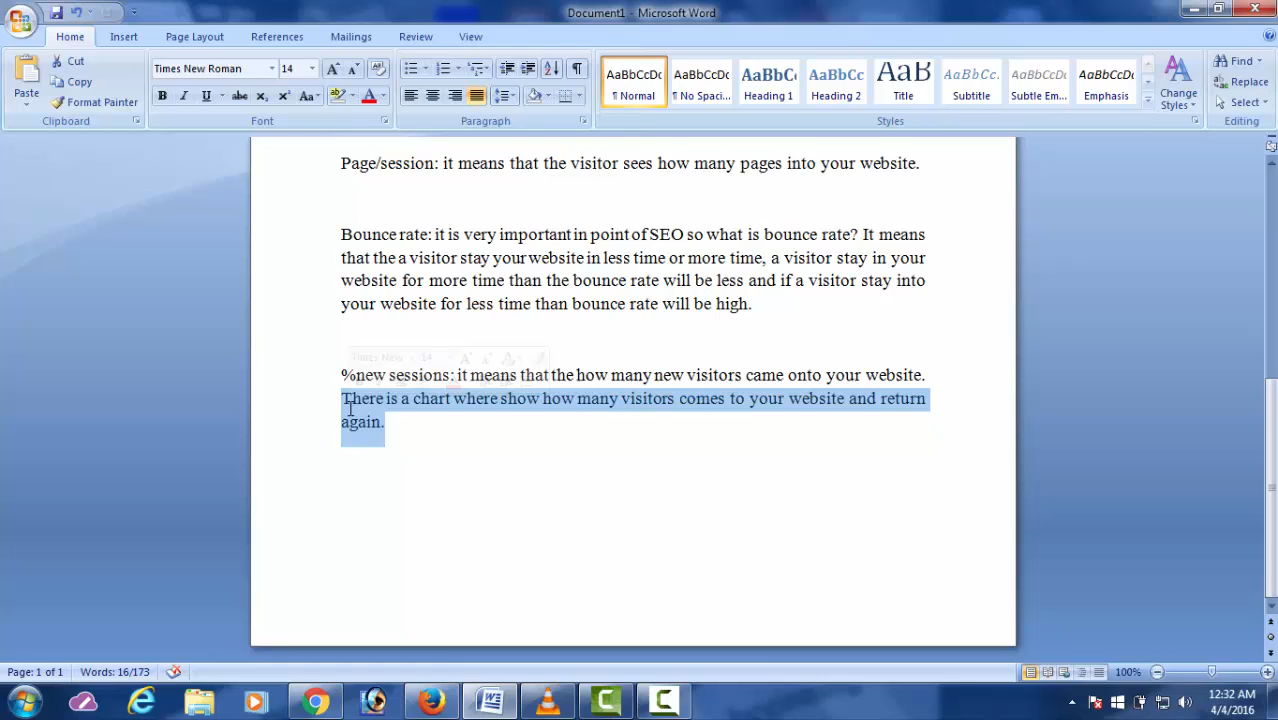 Document1 - Microsoft Word
Home Insert Page Layout References Mailings Review View
Paste Cut Copy Format Painter Clipboard
Times New Roman 14 Font
Paragraph
AaBbCcDc ¶ Normal AaBbCcDc ¶ No Spaci... AaBbC Heading 1 AaBbCc Heading 2 AaB Title AaBbCc. Subtitle AaBbCcDc Subtle Em... AaBbCcDc Emphasis Change Styles Styles
Find Replace Select Editing
Page/session: it means that the visitor sees how many pages into your website.
Bounce rate: it is very important in point of SEO so what is bounce rate? It means
that the a visitor stay your website in less time or more time, a visitor stay in your
website for more time than the bounce rate will be less and if a visitor stay into
your website for less time than bounce rate will be high.
Times New 14
%new sessions: it means that the how many new visitors came onto your website.
There is a chart where show how many visitors comes to your website and return
again.
Page: 1 of 1 Words: 16/173 100%
12:32 AM
4/4/2016